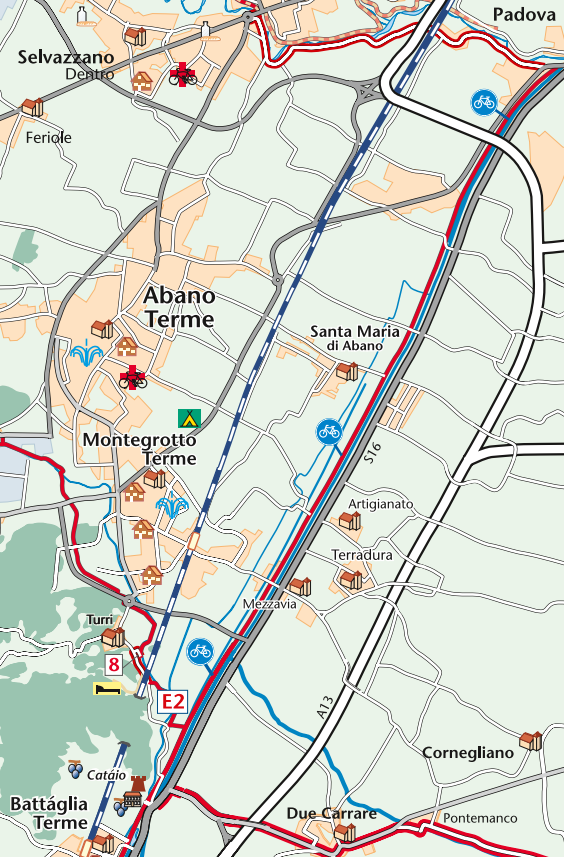 Padova
Selvazzano
Dentro
Feriole
Abano
Terme
Santa Maria
di Abano
Montegrotto
Terme
S16
Artigianato
Terradura
Mezzavia
Turri
8
E2
A13
Cornegliano
Catáio
Battáglia
Terme
Due Carrare
Pontemanco